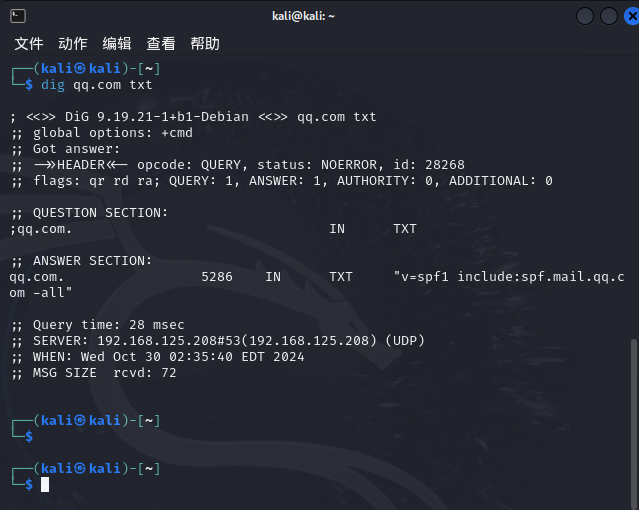 kali@kali: ~
文件 动作 编辑 查看 帮助
┌──(kali㉿kali)-[~]
└─$ dig qq.com txt
; <<>> DiG 9.19.21-1+b1-Debian <<>> qq.com txt
;; global options: +cmd
;; Got answer:
;; ->>HEADER<<- opcode: QUERY, status: NOERROR, id: 28268
;; flags: qr rd ra; QUERY: 1, ANSWER: 1, AUTHORITY: 0, ADDITIONAL: 0
;; QUESTION SECTION:
;qq.com. IN TXT
;; ANSWER SECTION:
qq.com. 5286 IN TXT "v=spf1 include:spf.mail.qq.c
om -all"
;; Query time: 28 msec
;; SERVER: 192.168.125.208#53(192.168.125.208) (UDP)
;; WHEN: Wed Oct 30 02:35:40 EDT 2024
;; MSG SIZE  rcvd: 72
┌──(kali㉿kali)-[~]
└─$
┌──(kali㉿kali)-[~]
└─$